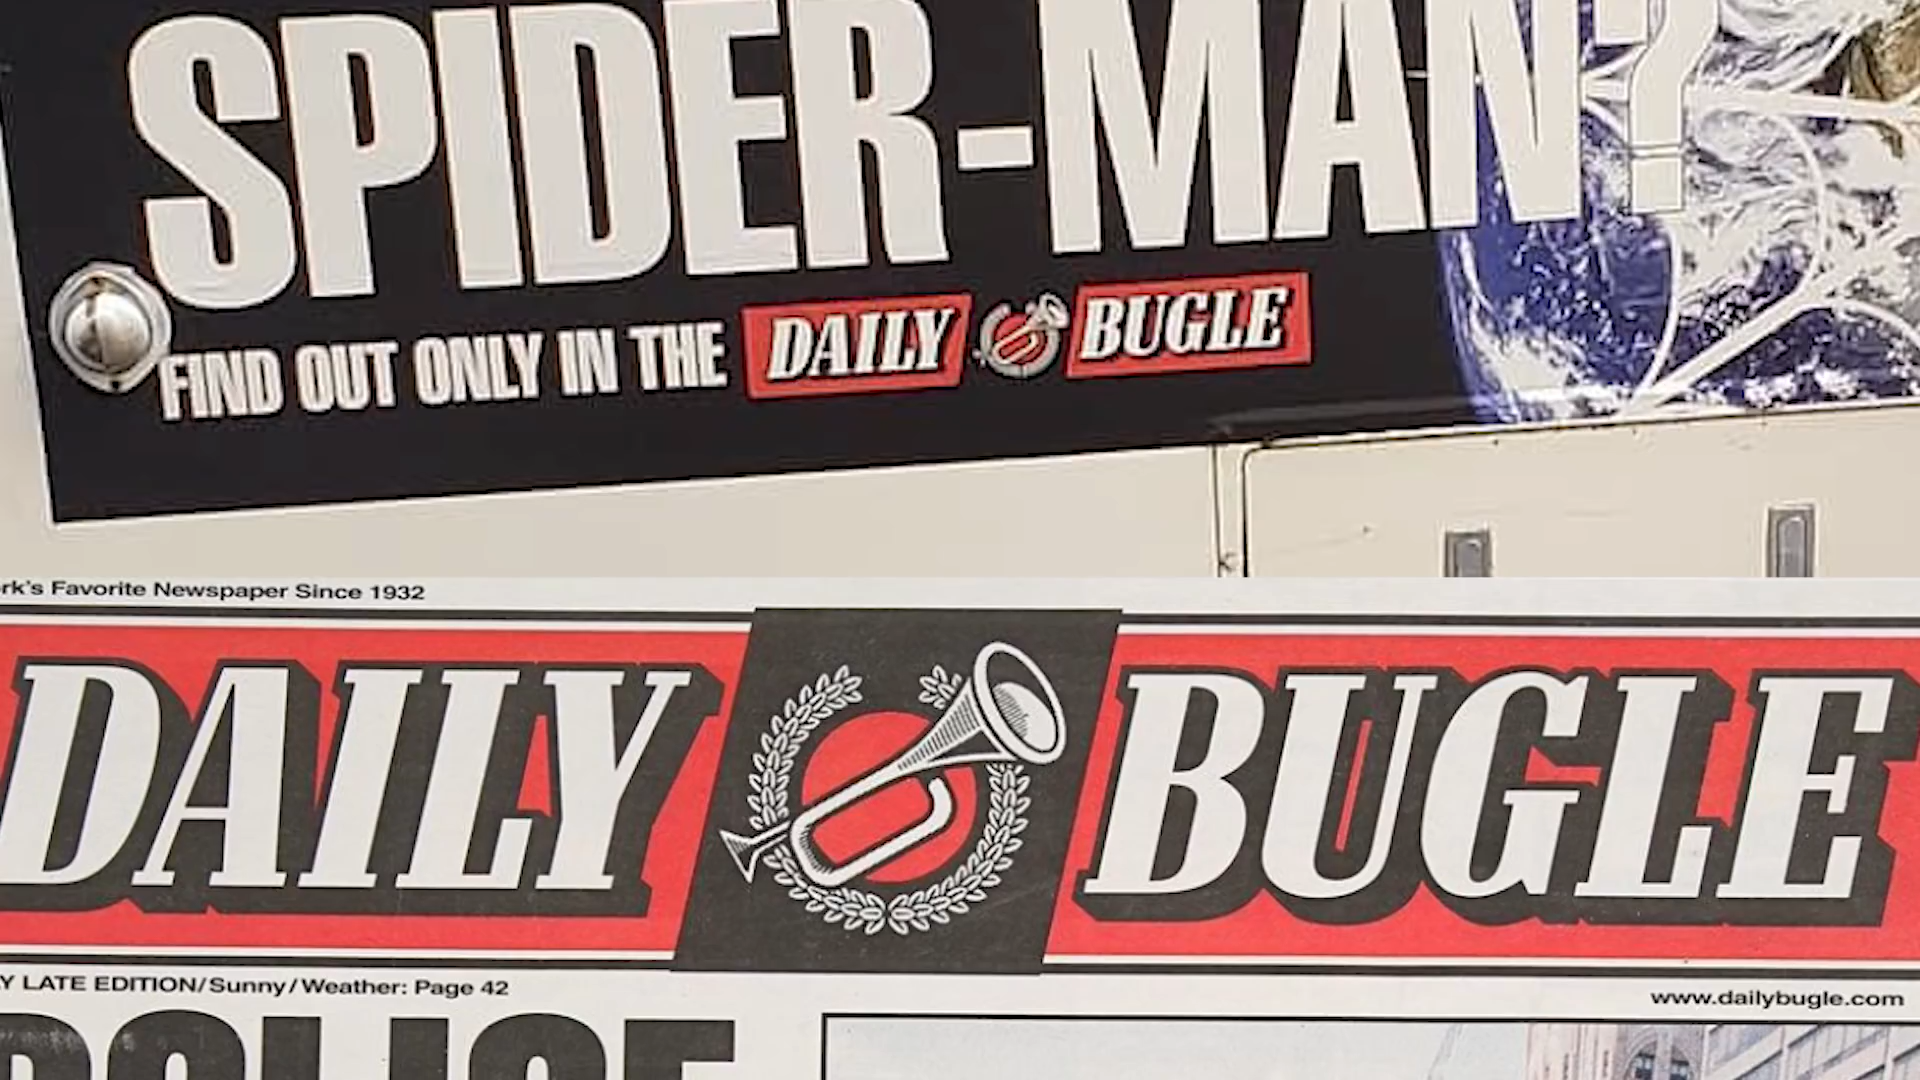 SPIDER-MAN?
FIND OUT ONLY IN THE DAILY BUGLE
rk's Favorite Newspaper Since 1932
DAILY BUGLE
Y LATE EDITION/Sunny/Weather: Page 42
www.dailybugle.com
POLICE